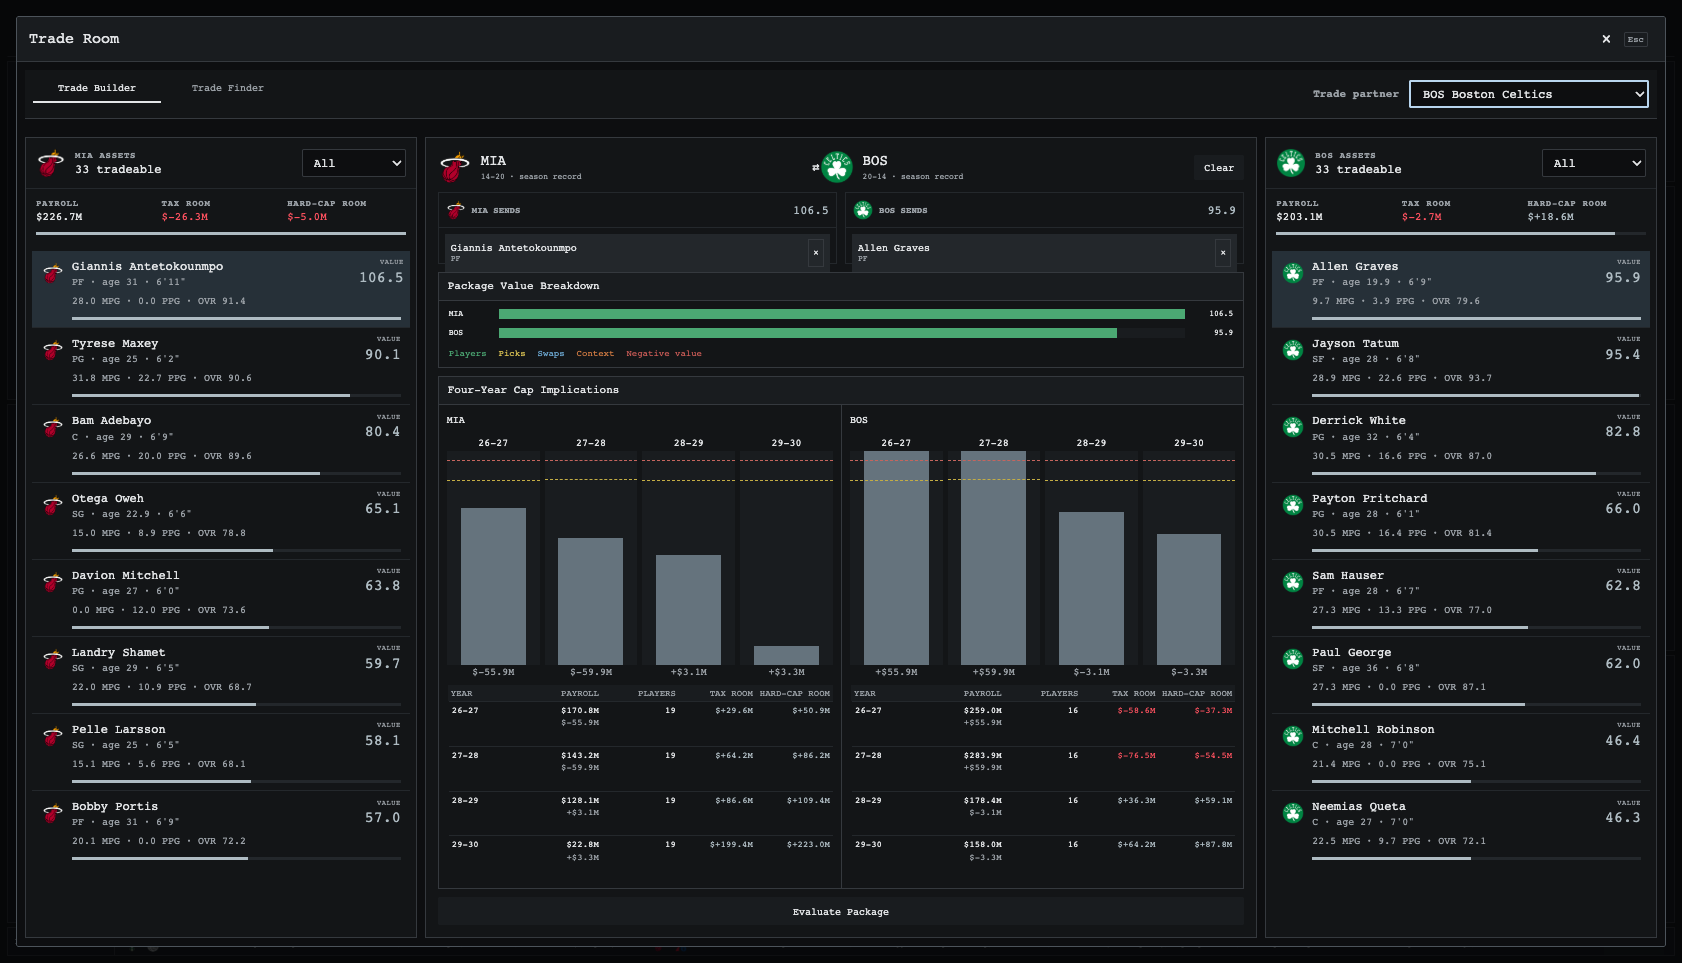 Trade Room
× Esc
Trade Builder
Trade Finder
Trade partner
BOS Boston Celtics
MIA ASSETS
33 tradeable
All
PAYROLL TAX ROOM HARD-CAP ROOM
$226.7M $-26.3M $-5.0M
Giannis Antetokounmpo
VALUE
106.5
PF · age 31 · 6'11"
28.0 MPG · 0.0 PPG · OVR 91.4
Tyrese Maxey
VALUE
90.1
PG · age 25 · 6'2"
31.8 MPG · 22.7 PPG · OVR 90.6
Bam Adebayo
VALUE
80.4
C · age 29 · 6'9"
26.6 MPG · 20.0 PPG · OVR 89.6
Otega Oweh
VALUE
65.1
SG · age 22.9 · 6'6"
15.0 MPG · 8.9 PPG · OVR 78.8
Davion Mitchell
VALUE
63.8
PG · age 27 · 6'0"
0.0 MPG · 12.0 PPG · OVR 73.6
Landry Shamet
VALUE
59.7
SG · age 29 · 6'5"
22.0 MPG · 10.9 PPG · OVR 68.7
Pelle Larsson
VALUE
58.1
SG · age 25 · 6'5"
15.1 MPG · 5.6 PPG · OVR 68.1
Bobby Portis
VALUE
57.0
PF · age 31 · 6'9"
20.1 MPG · 0.0 PPG · OVR 72.2
MIA
14-20 · season record
⇄
BOS
20-14 · season record
Clear
MIA SENDS 106.5
Giannis Antetokounmpo
PF
×
BOS SENDS 95.9
Allen Graves
PF
×
Package Value Breakdown
MIA 106.5
BOS 95.9
Players Picks Swaps Context Negative value
Four-Year Cap Implications
MIA
26-27 27-28 28-29 29-30
$-55.9M $-59.9M +$3.1M +$3.3M
YEAR PAYROLL PLAYERS TAX ROOM HARD-CAP ROOM
26-27 $170.8M 19 $+29.6M $+50.9M
$-55.9M
27-28 $143.2M 19 $+64.2M $+86.2M
$-59.9M
28-29 $128.1M 19 $+86.6M $+109.4M
+$3.1M
29-30 $22.8M 19 $+199.4M $+223.0M
+$3.3M
BOS
26-27 27-28 28-29 29-30
+$55.9M +$59.9M $-3.1M $-3.3M
YEAR PAYROLL PLAYERS TAX ROOM HARD-CAP ROOM
26-27 $259.0M 16 $-58.6M $-37.3M
+$55.9M
27-28 $283.9M 16 $-76.5M $-54.5M
+$59.9M
28-29 $178.4M 16 $+36.3M $+59.1M
$-3.1M
29-30 $158.0M 16 $+64.2M $+87.8M
$-3.3M
Evaluate Package
BOS ASSETS
33 tradeable
All
PAYROLL TAX ROOM HARD-CAP ROOM
$203.1M $-2.7M $+18.6M
Allen Graves
VALUE
95.9
PF · age 19.9 · 6'9"
9.7 MPG · 3.9 PPG · OVR 79.6
Jayson Tatum
VALUE
95.4
SF · age 28 · 6'8"
28.9 MPG · 22.6 PPG · OVR 93.7
Derrick White
VALUE
82.8
PG · age 32 · 6'4"
30.5 MPG · 16.6 PPG · OVR 87.0
Payton Pritchard
VALUE
66.0
PG · age 28 · 6'1"
30.5 MPG · 16.4 PPG · OVR 81.4
Sam Hauser
VALUE
62.8
PF · age 28 · 6'7"
27.3 MPG · 13.3 PPG · OVR 77.0
Paul George
VALUE
62.0
SF · age 36 · 6'8"
27.3 MPG · 0.0 PPG · OVR 87.1
Mitchell Robinson
VALUE
46.4
C · age 28 · 7'0"
21.4 MPG · 0.0 PPG · OVR 75.1
Neemias Queta
VALUE
46.3
C · age 27 · 7'0"
22.5 MPG · 9.7 PPG · OVR 72.1